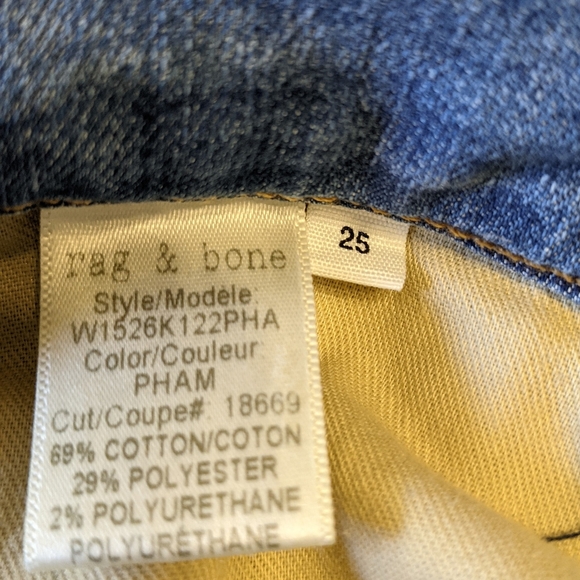 rag & bone
Style/Modèle:
W1526K122PHA
Color/Couleur:
PHAM
Cut/Coupe#: 18669
69% COTTON/COTON
29% POLYESTER
2% POLYURETHANE
POLYURÉTHANE
25